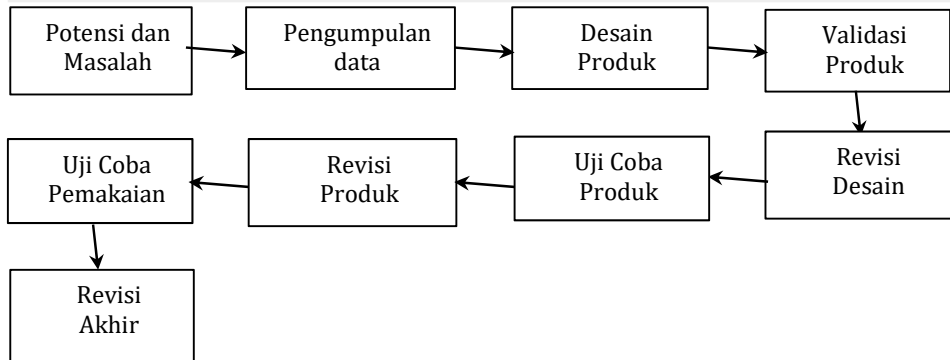 Potensi dan
Masalah
Pengumpulan
data
Desain
Produk
Validasi
Produk
Revisi
Desain
Uji Coba
Produk
Revisi
Produk
Uji Coba
Pemakaian
Revisi
Akhir